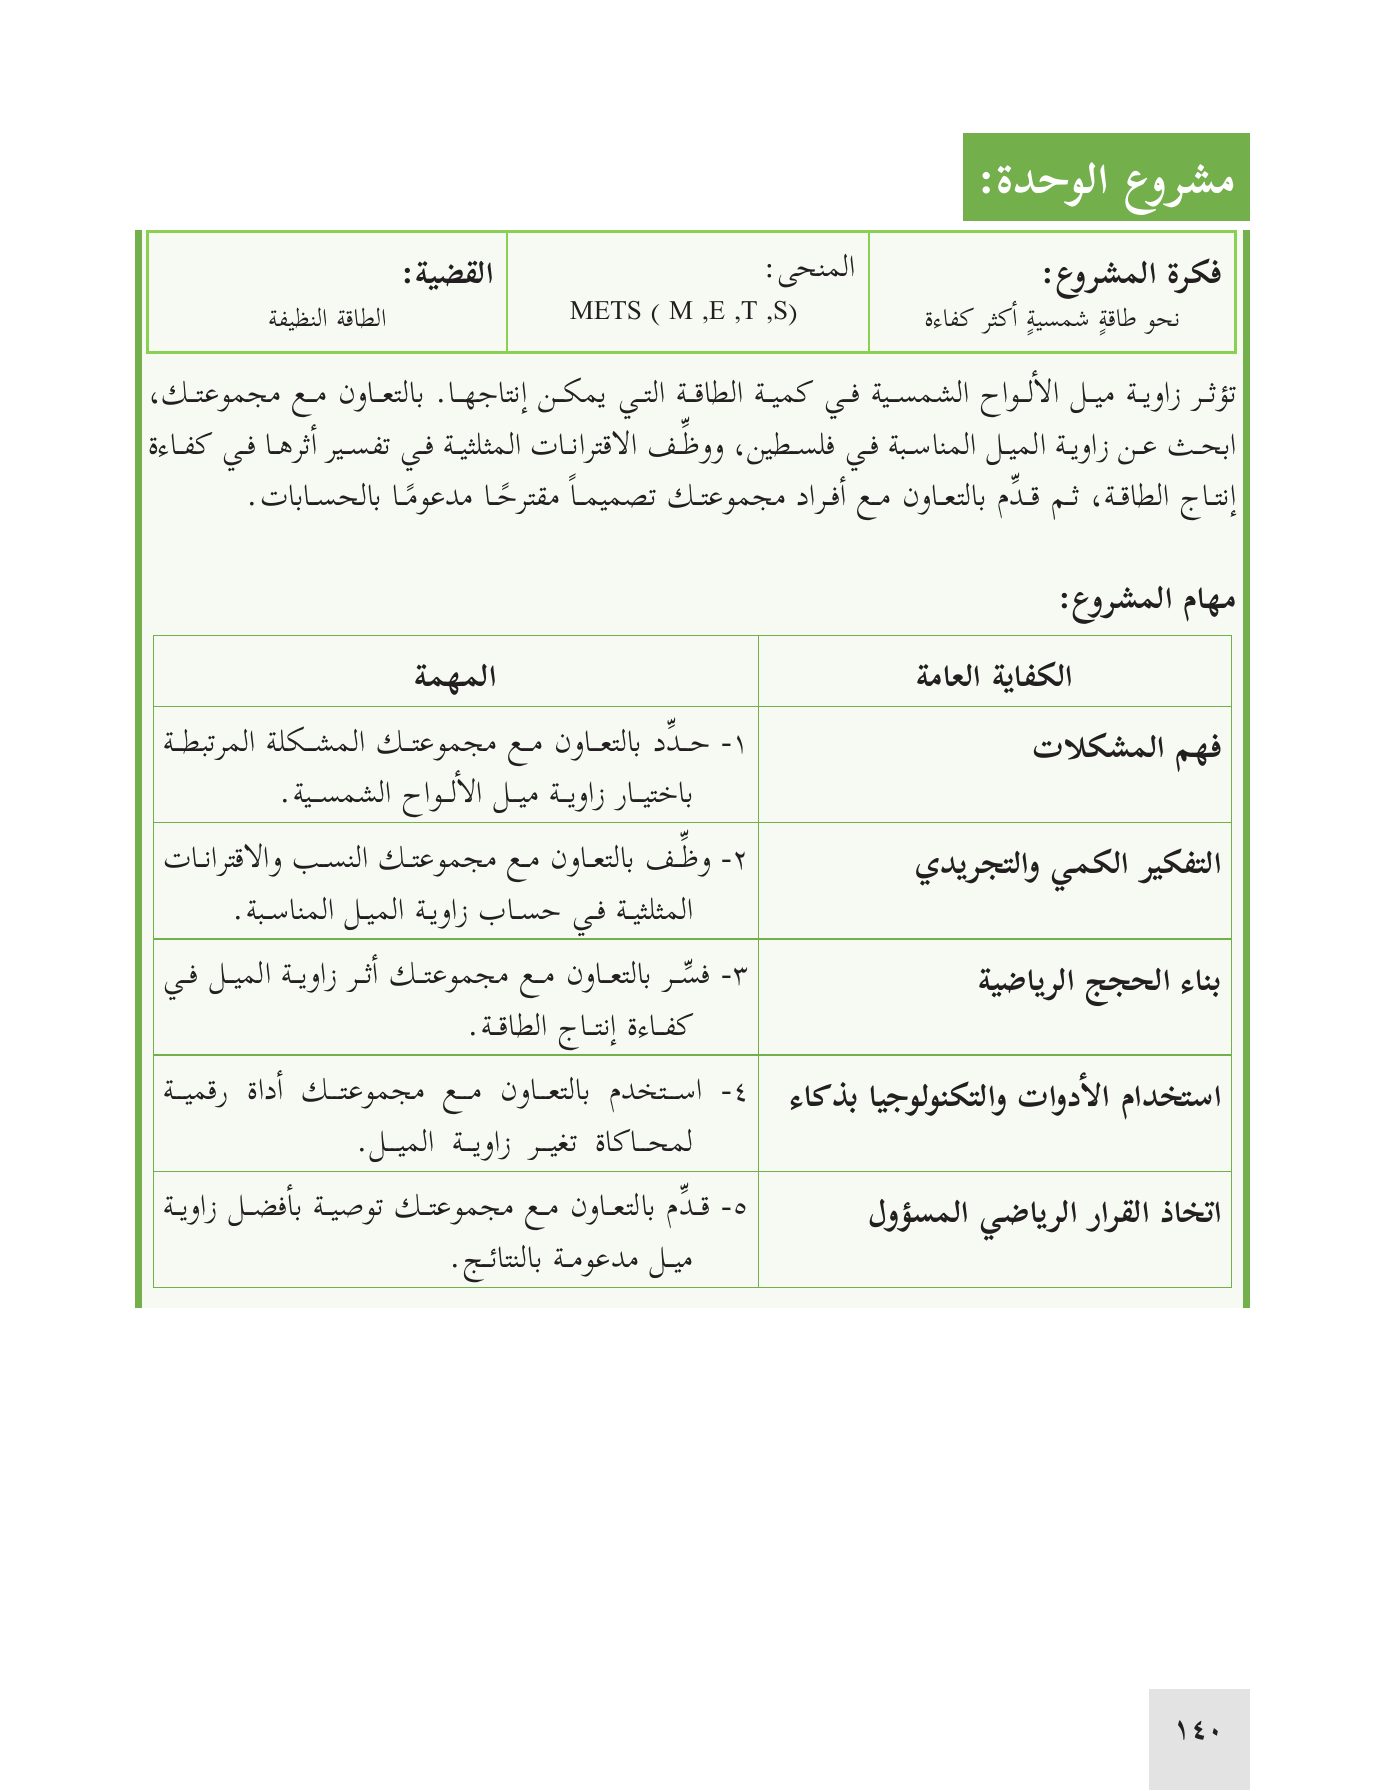 مشروع الوحدة:
فكرة المشروع:
نحو طاقةٍ شمسيةٍ أكثر كفاءة
المنحى:
METS ( M ,E ,T ,S)
القضية:
الطاقة النظيفة
تؤثر زاوية ميل الألواح الشمسية في كمية الطاقة التي يمكن إنتاجها. بالتعاون مع مجموعتك،
ابحث عن زاوية الميل المناسبة في فلسطين، ووظِّف الاقترانات المثلثية في تفسير أثرها في كفاءة
إنتاج الطاقة، ثم قدِّم بالتعاون مع أفراد مجموعتك تصميماً مقترحًا مدعومًا بالحسابات.
مهام المشروع:
الكفاية العامة
المهمة
فهم المشكلات
١- حدِّد بالتعاون مع مجموعتك المشكلة المرتبطة
باختيار زاوية ميل الألواح الشمسية.
التفكير الكمي والتجريدي
٢- وظِّف بالتعاون مع مجموعتك النسب والاقترانات
المثلثية في حساب زاوية الميل المناسبة.
بناء الحجج الرياضية
٣- فسِّر بالتعاون مع مجموعتك أثر زاوية الميل في
كفاءة إنتاج الطاقة.
استخدام الأدوات والتكنولوجيا بذكاء
٤- استخدم بالتعاون مع مجموعتك أداة رقمية
لمحاكاة تغير زاوية الميل.
اتخاذ القرار الرياضي المسؤول
٥- قدِّم بالتعاون مع مجموعتك توصية بأفضل زاوية
ميل مدعومة بالنتائج.
١٤٠